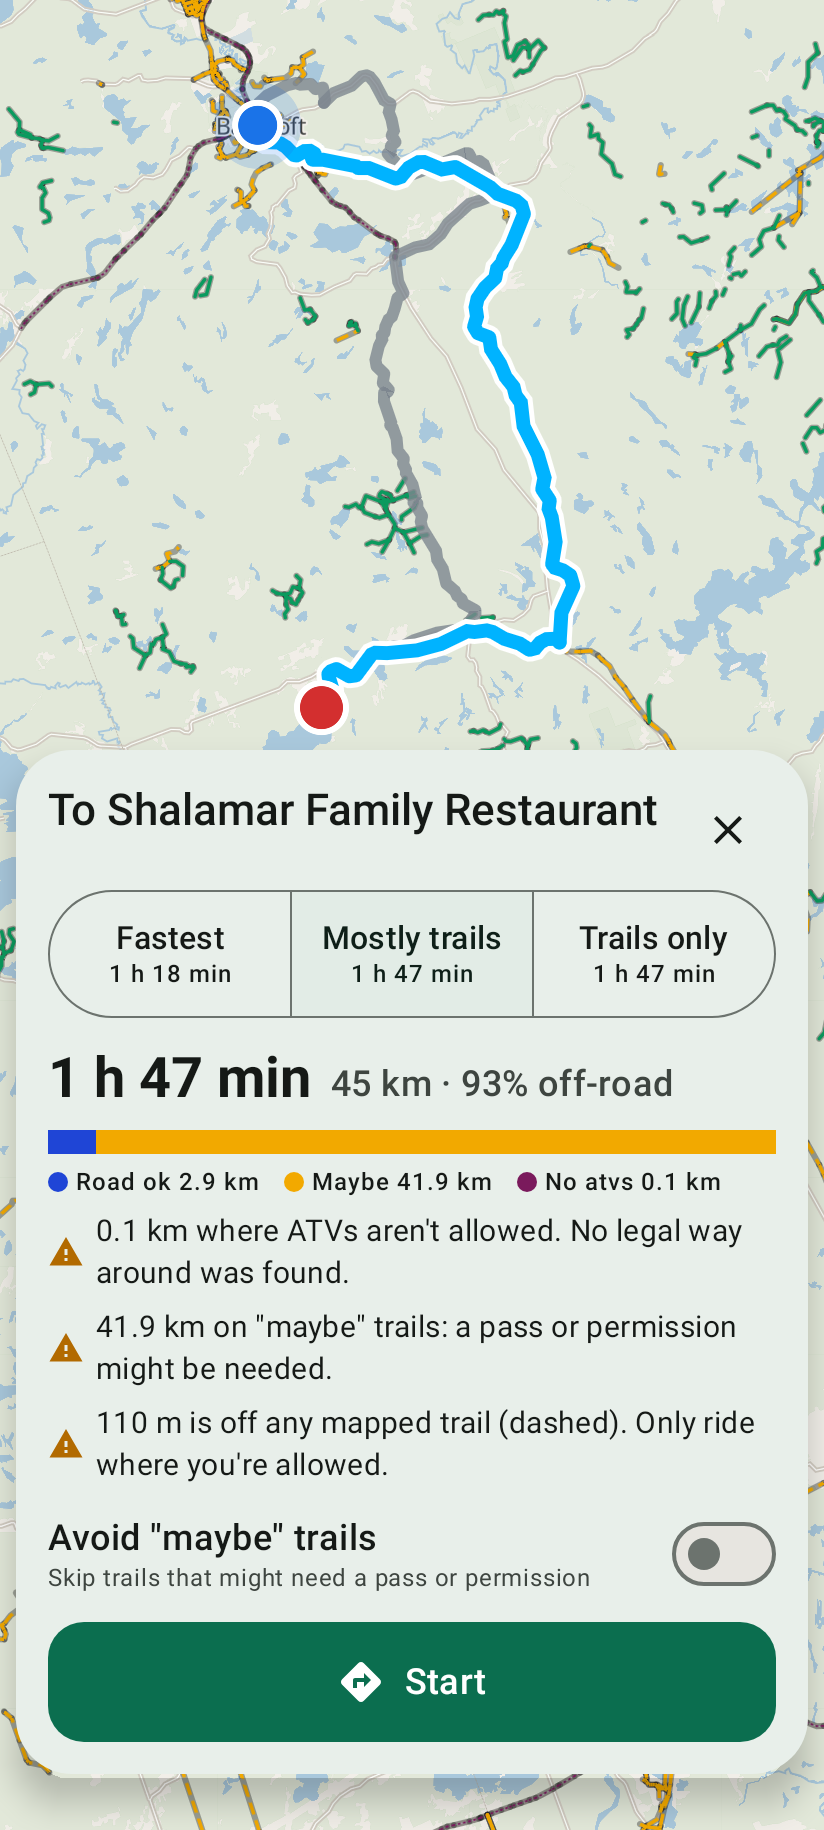 To Shalamar Family Restaurant
Fastest
1 h 18 min
Mostly trails
1 h 47 min
Trails only
1 h 47 min
1 h 47 min 45 km · 93% off-road
Road ok 2.9 km Maybe 41.9 km No atvs 0.1 km
0.1 km where ATVs aren't allowed. No legal way
around was found.
41.9 km on "maybe" trails: a pass or permission
might be needed.
110 m is off any mapped trail (dashed). Only ride
where you're allowed.
Avoid "maybe" trails
Skip trails that might need a pass or permission
Start